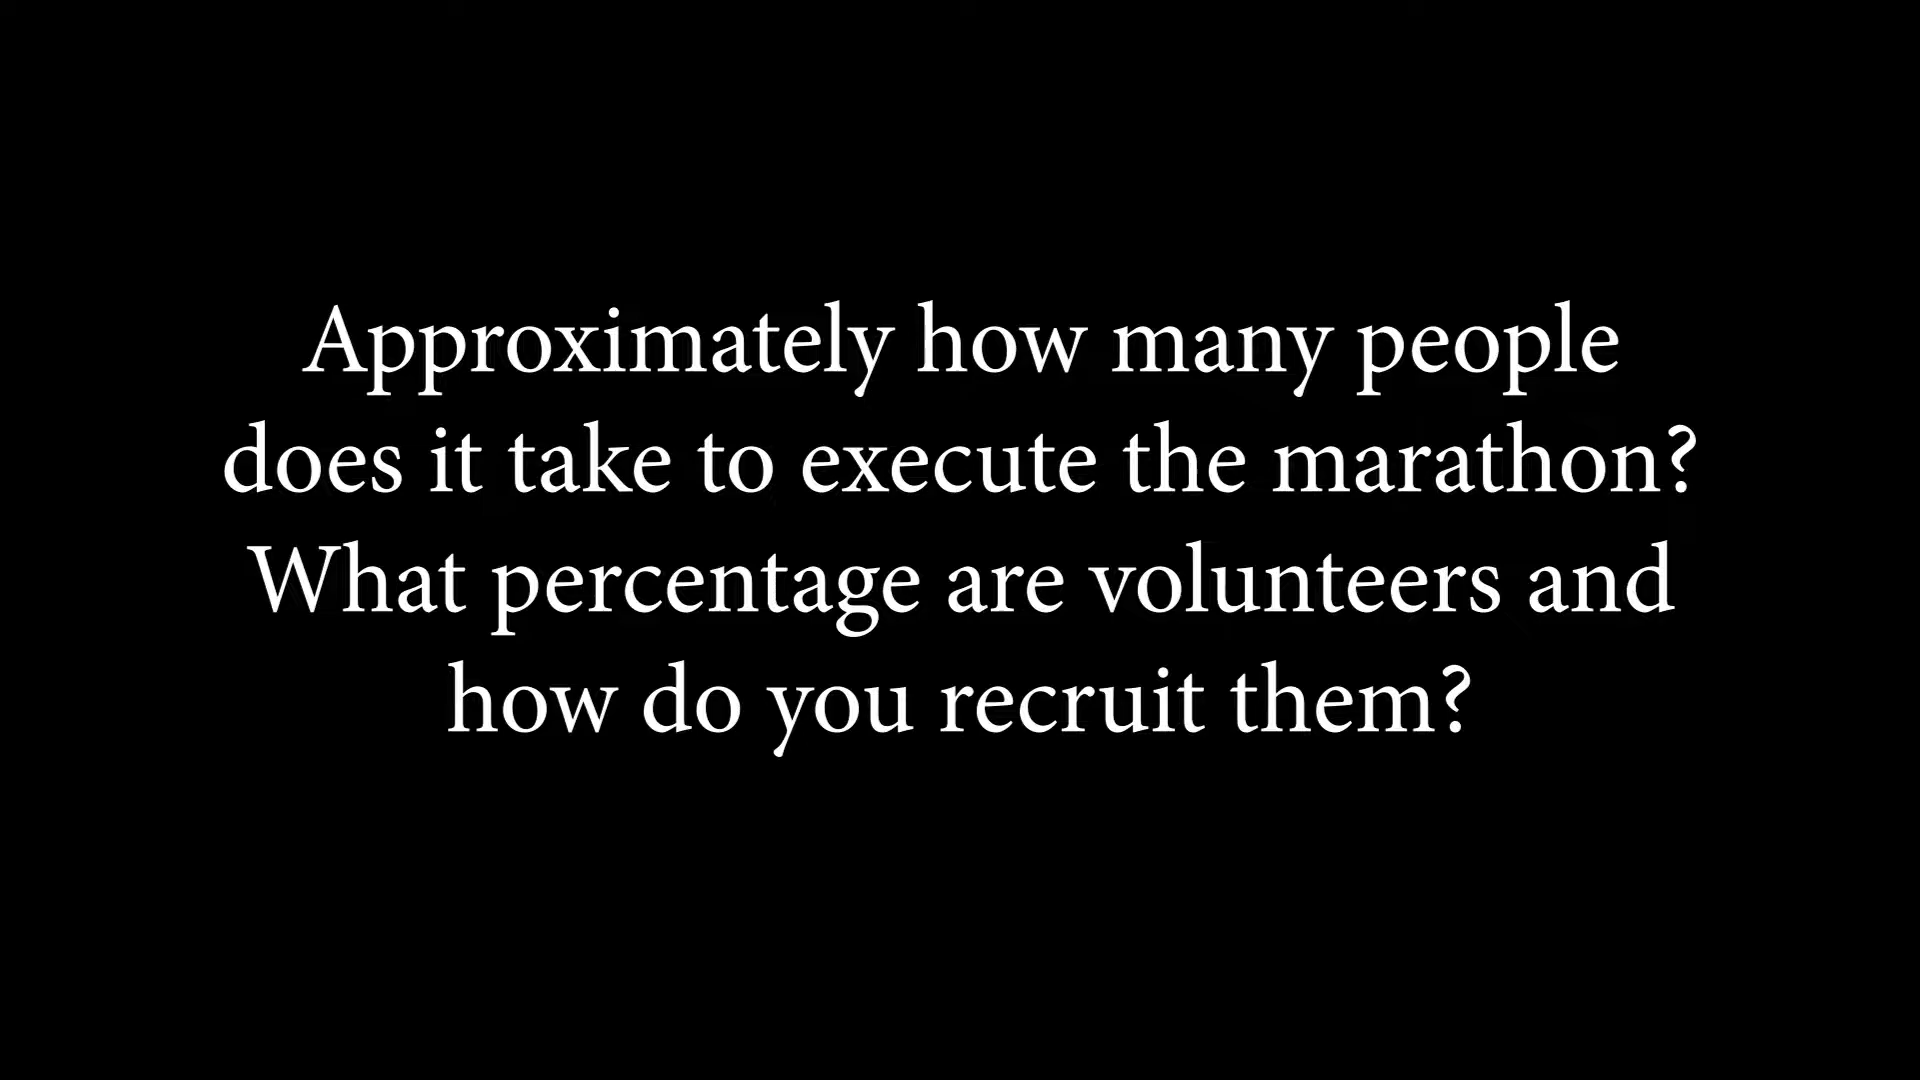 Approximately how many people
does it take to execute the marathon?
What percentage are volunteers and
how do you recruit them?